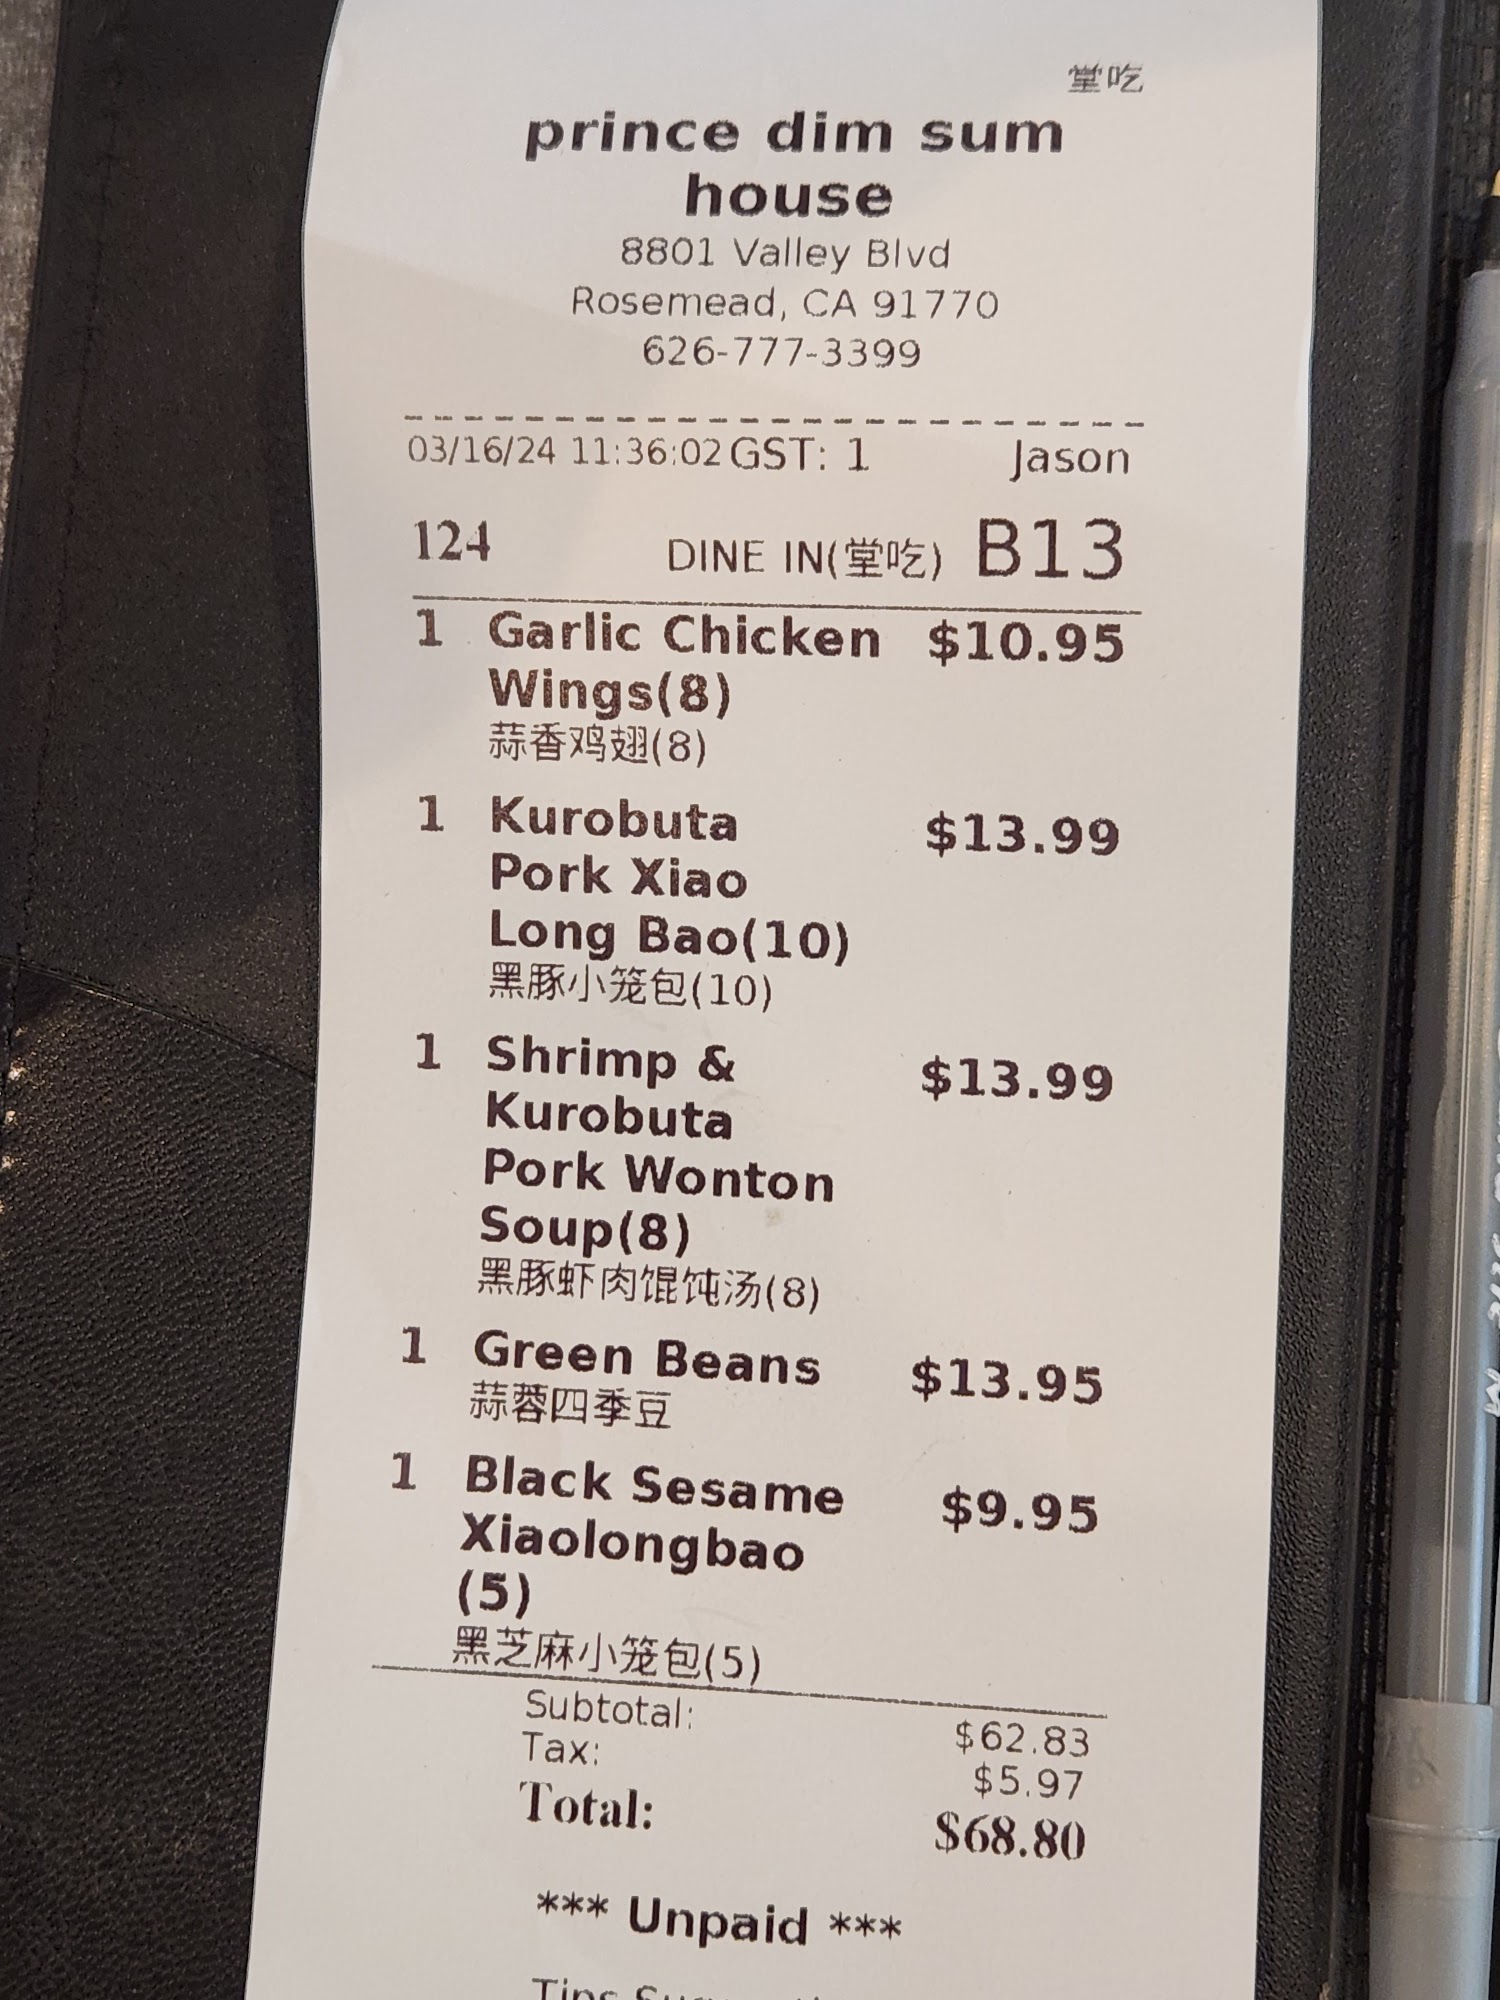 堂吃
prince dim sum
house
8801 Valley Blvd
Rosemead, CA 91770
626-777-3399
03/16/24 11:36:02 GST: 1 Jason
124 DINE IN(堂吃) B13
1 Garlic Chicken $10.95
Wings(8)
蒜香鸡翅(8)
1 Kurobuta $13.99
Pork Xiao
Long Bao(10)
黑豚小笼包(10)
1 Shrimp & $13.99
Kurobuta
Pork Wonton
Soup(8)
黑豚虾肉馄饨汤(8)
1 Green Beans $13.95
蒜蓉四季豆
1 Black Sesame $9.95
Xiaolongbao
(5)
黑芝麻小笼包(5)
Subtotal: $62.83
Tax: $5.97
Total: $68.80
*** Unpaid ***
Tips